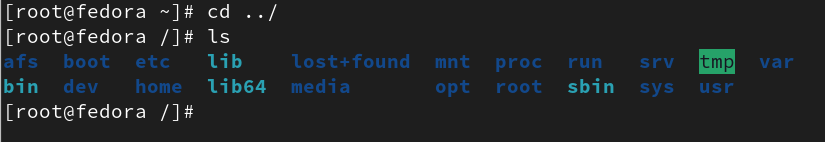 [root@fedora ~]# cd ../
[root@fedora /]# ls
afs  boot  etc   lib    lost+found  mnt  proc  run   srv  tmp  var
bin  dev   home  lib64  media       opt  root  sbin  sys  usr
[root@fedora /]#